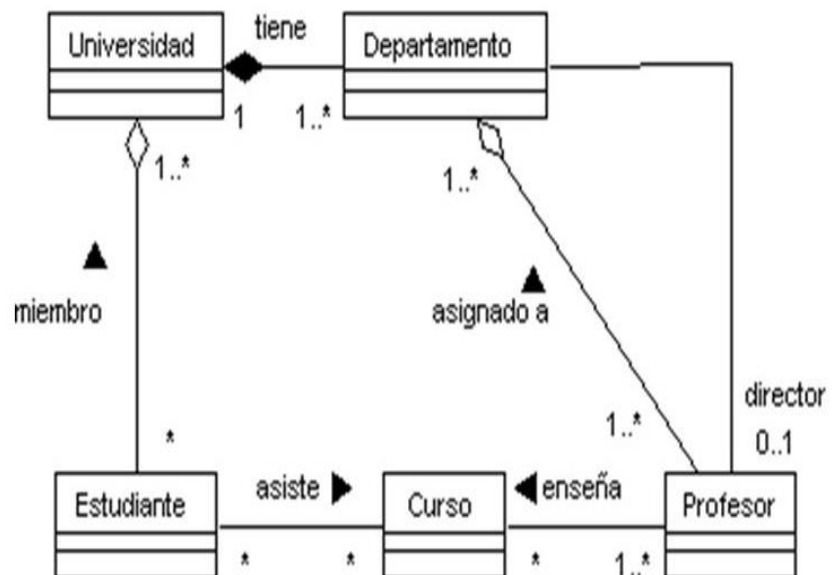 tiene
Universidad
Departamento
1
1..*
1..*
1..*
miembro
asignado a
director
1..*
0..1
*
asiste
enseña
Estudiante
Curso
Profesor
*
*
*
1..*